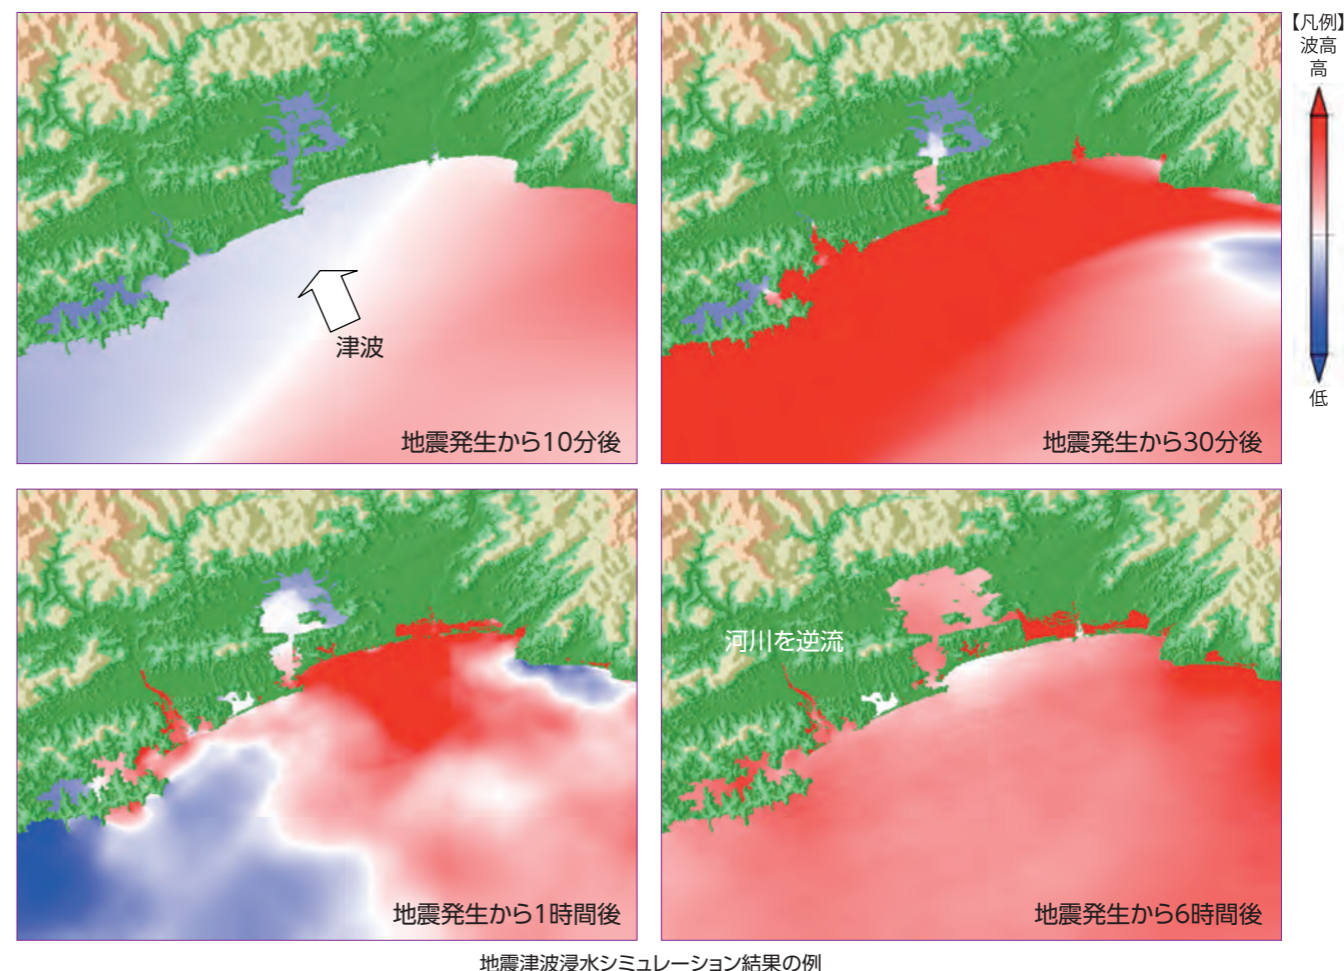 【凡例】
波高
高
低
津波
地震発生から10分後
地震発生から30分後
河川を逆流
地震発生から1時間後
地震発生から6時間後
地震津波浸水シミュレーション結果の例